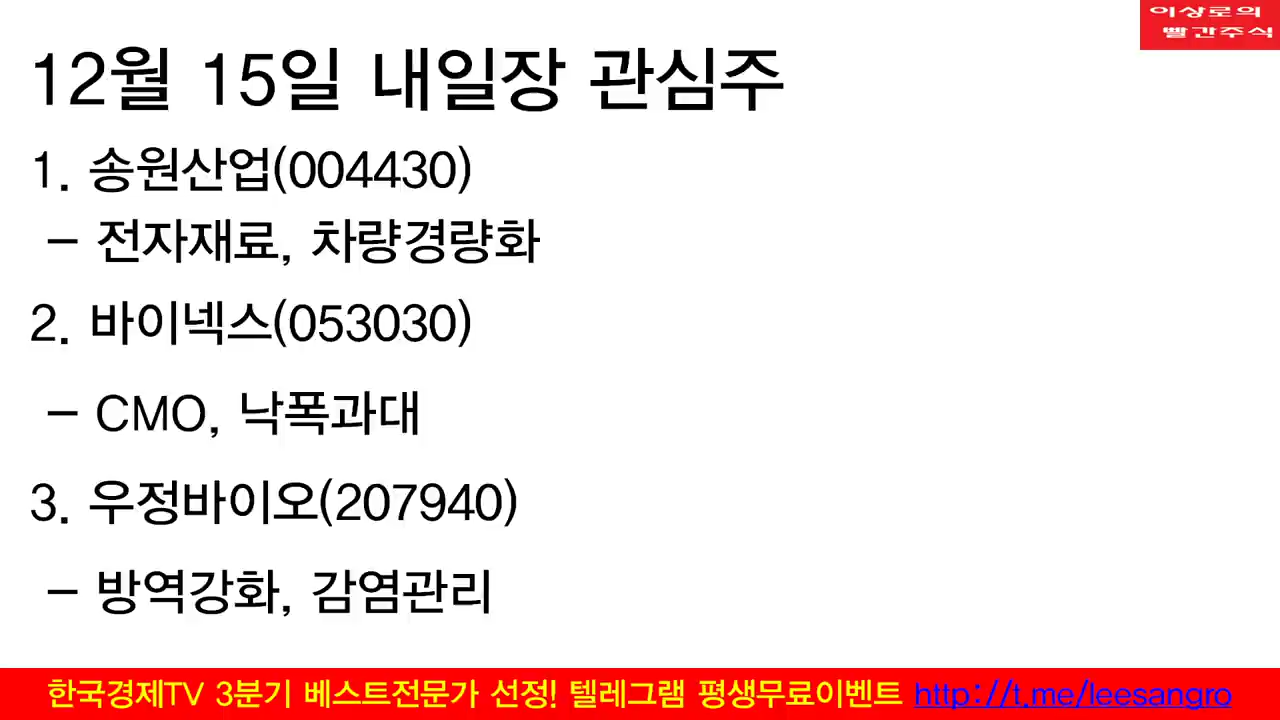 이상로의
빨간주식
12월 15일 내일장 관심주
1. 송원산업(004430)
- 전자재료, 차량경량화
2. 바이넥스(053030)
- CMO, 낙폭과대
3. 우정바이오(207940)
- 방역강화, 감염관리
한국경제TV 3분기 베스트전문가 선정! 텔레그램 평생무료이벤트 http://t.me/leesangro